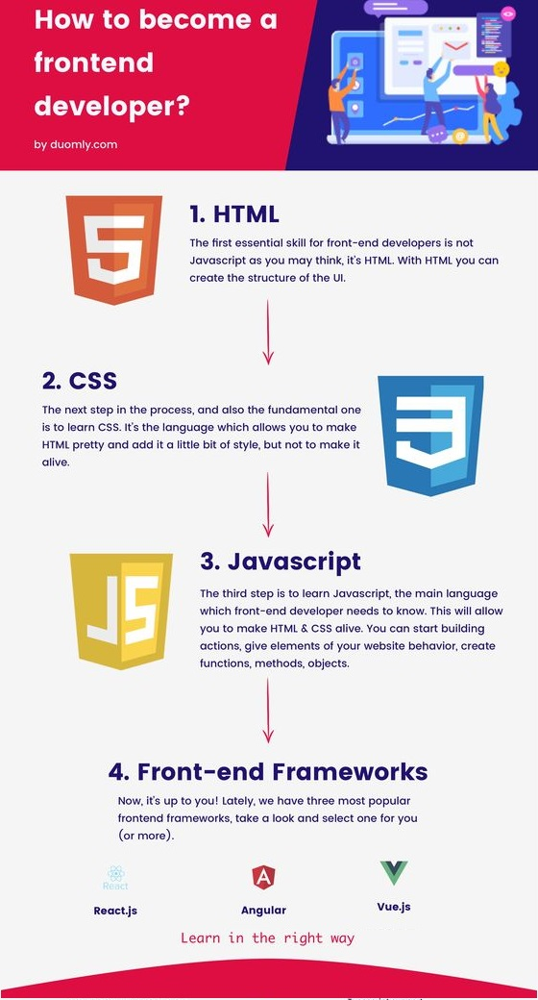 How to become a
frontend
developer?
by duomly.com
1. HTML
The first essential skill for front-end developers is not
Javascript as you may think, it's HTML. With HTML you can
create the structure of the UI.
2. CSS
The next step in the process, and also the fundamental one
is to learn CSS. It's the language which allows you to make
HTML pretty and add it a little bit of style, but not to make it
alive.
3. Javascript
The third step is to learn Javascript, the main language
which front-end developer needs to know. This will allow
you to make HTML & CSS alive. You can start building
actions, give elements of your website behavior, create
functions, methods, objects.
4. Front-end Frameworks
Now, it's up to you! Lately, we have three most popular
frontend frameworks, take a look and select one for you
(or more).
React
React.js
Angular
Vue.js
Learn in the right way